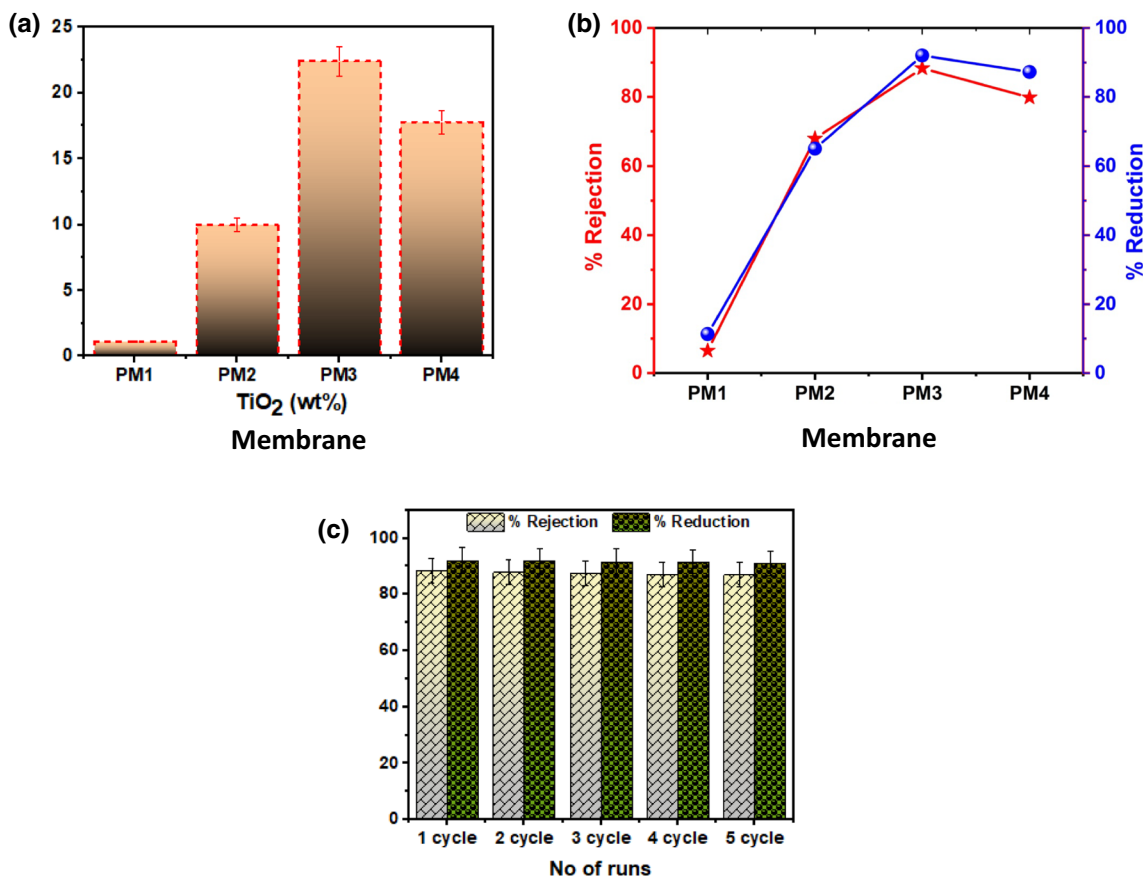 (a)
25
20
15
10
5
0
PM1 PM2 PM3 PM4
TiO2 (wt%)
Membrane
(b)
100
80
60
40
20
0
% Rejection
100
80
60
40
20
0
% Reduction
PM1 PM2 PM3 PM4
Membrane
(c)
% Rejection % Reduction
100
80
60
40
20
0
1 cycle 2 cycle 3 cycle 4 cycle 5 cycle
No of runs